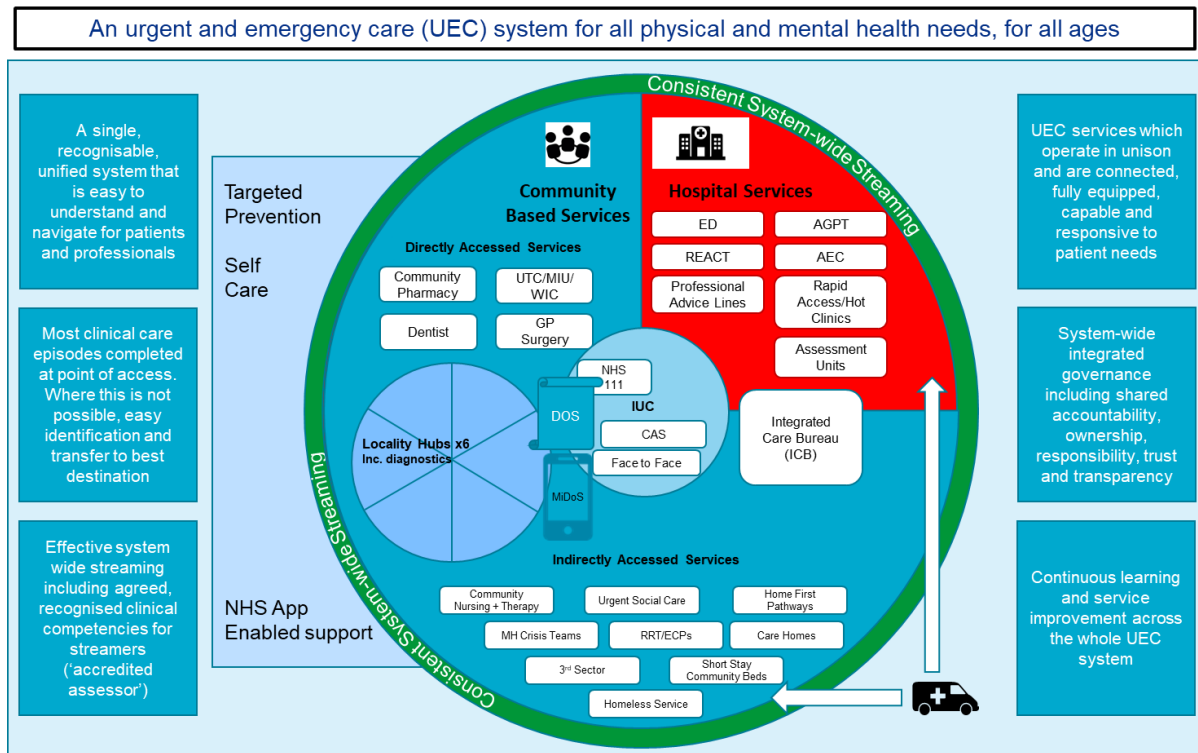 An urgent and emergency care (UEC) system for all physical and mental health needs, for all ages
A single,
recognisable,
unified system that
is easy to
understand and
navigate for patients
and professionals
Most clinical care
episodes completed
at point of access.
Where this is not
possible, easy
identification and
transfer to best
destination
Effective system
wide streaming
including agreed,
recognised clinical
competencies for
streamers
(‘accredited
assessor’)
Targeted
Prevention
Self
Care
NHS App
Enabled support
Consistent System-wide Streaming
Consistent System-wide Streaming
Community
Based Services
Directly Accessed Services
Community
Pharmacy
UTC/MIU/
WIC
Dentist
GP
Surgery
Hospital Services
ED
AGPT
REACT
AEC
Professional
Advice Lines
Rapid
Access/Hot
Clinics
Assessment
Units
Locality Hubs x6
Inc. diagnostics
DOS
MiDoS
NHS
111
IUC
CAS
Face to Face
Integrated
Care Bureau
(ICB)
Indirectly Accessed Services
Community
Nursing + Therapy
Urgent Social Care
Home First
Pathways
MH Crisis Teams
RRT/ECPs
Care Homes
3rd Sector
Short Stay
Community Beds
Homeless Service
UEC services which
operate in unison
and are connected,
fully equipped,
capable and
responsive to
patient needs
System-wide
integrated
governance
including shared
accountability,
ownership,
responsibility, trust
and transparency
Continuous learning
and service
improvement across
the whole UEC
system